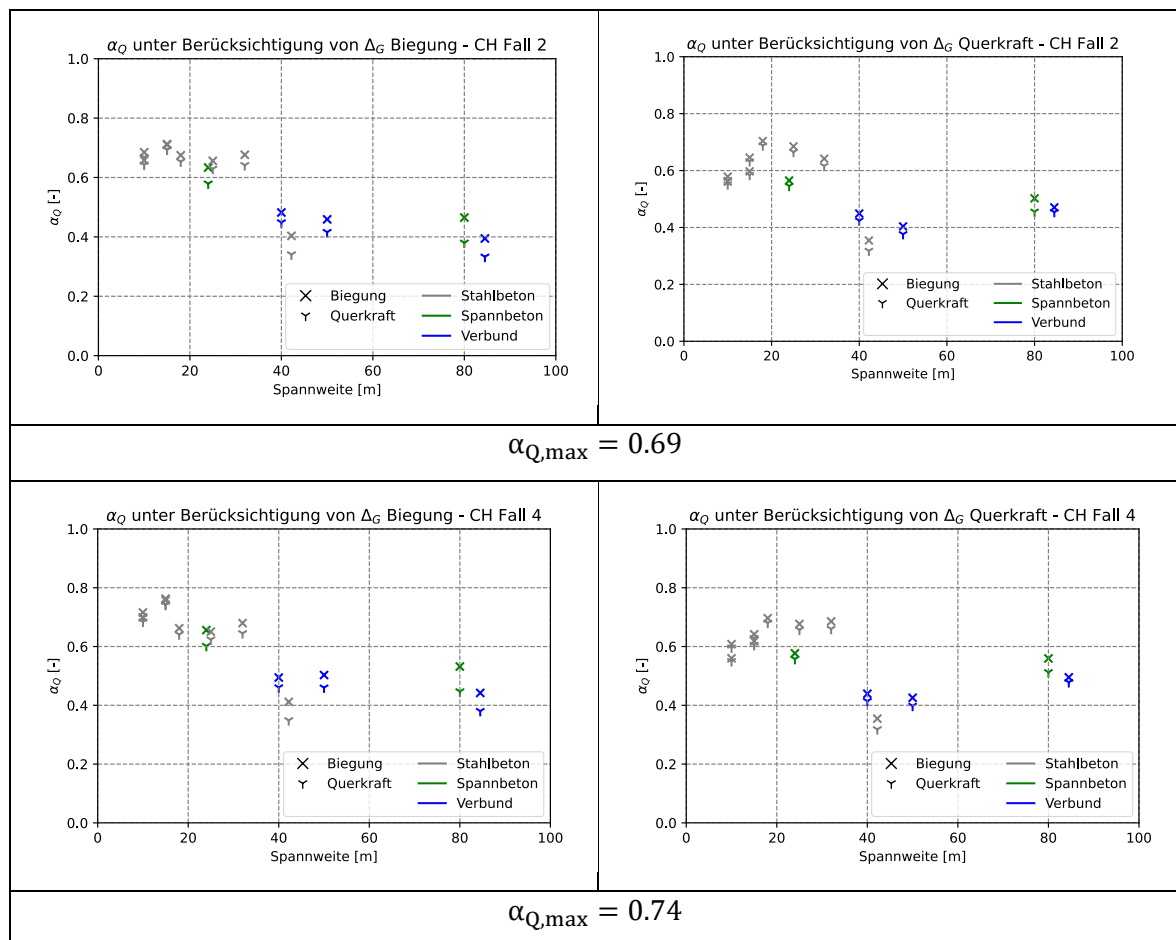 α_Q unter Berücksichtigung von Δ_G Biegung - CH Fall 2
1.0
0.8
0.6
0.4
0.2
0.0
α_Q [-]
0 20 40 60 80 100
Spannweite [m]
Biegung Stahlbeton
Querkraft Spannbeton
Verbund
α_Q unter Berücksichtigung von Δ_G Querkraft - CH Fall 2
1.0
0.8
0.6
0.4
0.2
0.0
α_Q [-]
0 20 40 60 80 100
Spannweite [m]
Biegung Stahlbeton
Querkraft Spannbeton
Verbund
α_Q,max = 0.69
α_Q unter Berücksichtigung von Δ_G Biegung - CH Fall 4
1.0
0.8
0.6
0.4
0.2
0.0
α_Q [-]
0 20 40 60 80 100
Spannweite [m]
Biegung Stahlbeton
Querkraft Spannbeton
Verbund
α_Q unter Berücksichtigung von Δ_G Querkraft - CH Fall 4
1.0
0.8
0.6
0.4
0.2
0.0
α_Q [-]
0 20 40 60 80 100
Spannweite [m]
Biegung Stahlbeton
Querkraft Spannbeton
Verbund
α_Q,max = 0.74